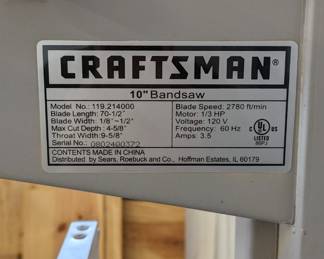 CRAFTSMAN®
10" Bandsaw
Model No.: 119.214000
Blade Length: 70-1/2"
Blade Width: 1/8"~1/2"
Max Cut Depth : 4-5/8"
Throat Width:9-5/8"
Serial No.: 0802400372
Blade Speed: 2780 ft/min
Motor: 1/3 HP
Voltage: 120 V
Frequency: 60 Hz
Amps: 3.5
C UL US
LISTED
CONTENTS MADE IN CHINA
Distributed by Sears, Roebuck and Co., Hoffman Estates, IL 60179